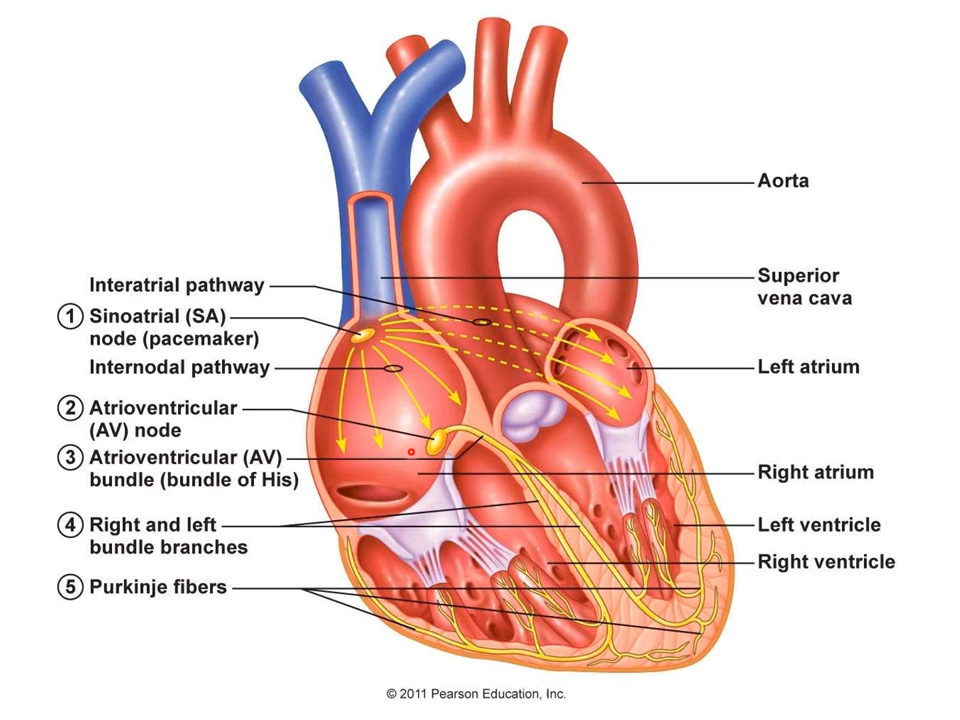 Aorta
Superior
vena cava
Interatrial pathway
1 Sinoatrial (SA)
node (pacemaker)
Internodal pathway
Left atrium
2 Atrioventricular
(AV) node
3 Atrioventricular (AV)
bundle (bundle of His)
Right atrium
4 Right and left
bundle branches
Left ventricle
Right ventricle
5 Purkinje fibers
© 2011 Pearson Education, Inc.